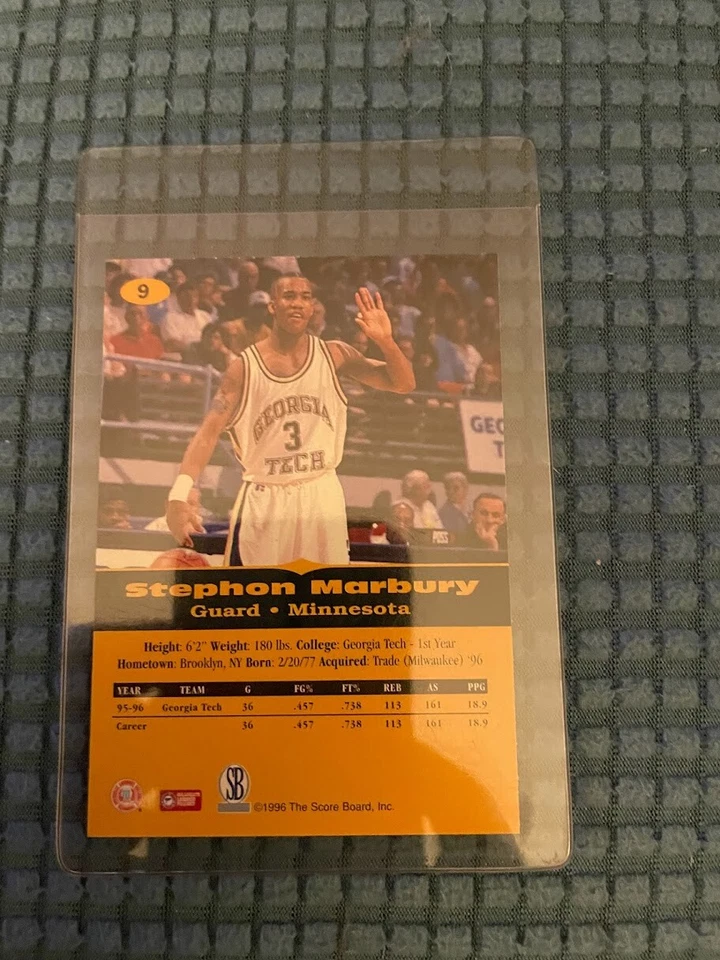 9
GEORGIA
3
TECH
GEO
T
POST
Stephon Marbury
Guard • Minnesota
Height: 6'2" Weight: 180 lbs. College: Georgia Tech - 1st Year
Hometown: Brooklyn, NY Born: 2/20/77 Acquired: Trade (Milwaukee) '96
YEAR TEAM G FG% FT% REB AS PPG
95-96 Georgia Tech 36 .457 .738 113 161 18.9
Career 36 .457 .738 113 161 18.9
SB
©1996 The Score Board, Inc.